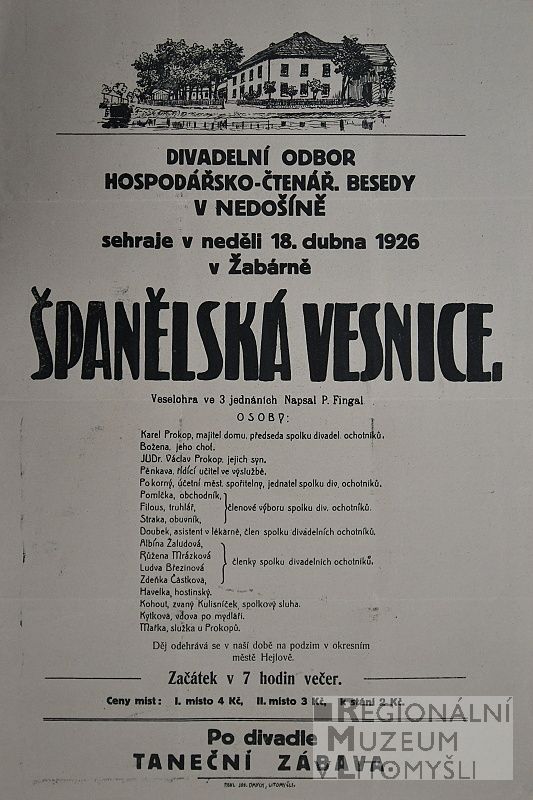 DIVADELNÍ ODBOR
HOSPODÁŘSKO-ČTENÁŘ. BESEDY
V NEDOŠÍNĚ
sehraje v neděli 18. dubna 1926
v Žabárně
ŠPANĚLSKÁ VESNICE.
Veselohra ve 3 jednáních Napsal P. Fingal.
OSOBY:
Karel Prokop, majitel domu, předseda spolku divadel. ochotníků.
Božena, jeho choť.
JUDr. Václav Prokop, jejich syn.
Pěnkava, řídící učitel ve výslužbě.
Pokorný, účetní měst. spořitelny, jednatel spolku div. ochotníků.
Pomlčka, obchodník,
Filous, truhlář,
Straka, obuvník,
členové výboru spolku div. ochotníků.
Doubek, asistent v lékárně, člen spolku divadelních ochotníků.
Albína Žaludová,
Růžena Mrázková
Ludva Březinová
Zdeňka Částkova,
členky spolku divadelních ochotníků.
Havelka, hostinský.
Kohout, zvaný Kulisníček, spolkový sluha.
Kytkova, vdova po mydláři.
Mařka, služka u Prokopů.
Děj odehrává se v naší době na podzim v okresním
městě Hejlově.
Začátek v 7 hodin večer.
Ceny míst: I. místo 4 Kč, II. místo 3 Kč, k stání 2 Kč.
Po divadle
TANEČNÍ ZÁBAVA.
REGIONÁLNÍ
MUZEUM
V LITOMYŠLI